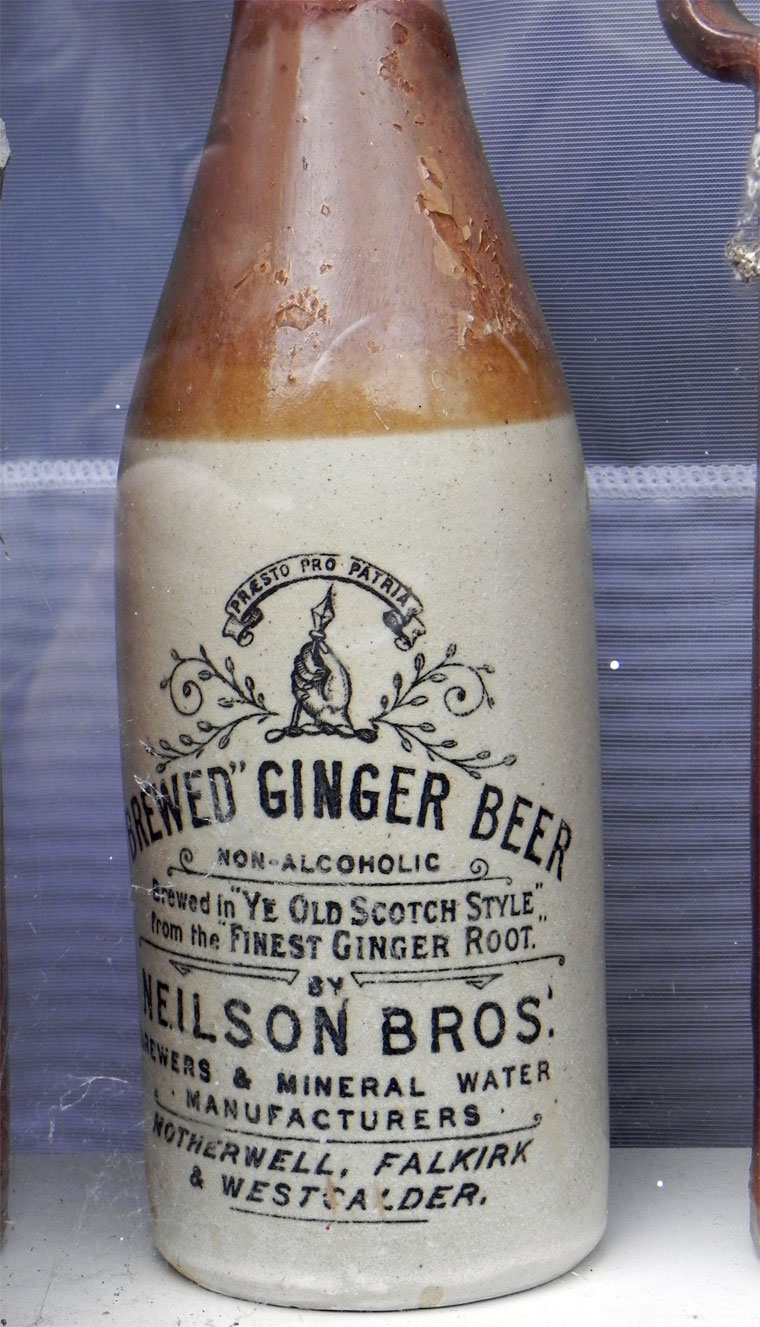 PRÆSTO PRO PATRIA
BREWED" GINGER BEER
NON-ALCOHOLIC
Brewed in "YE OLD SCOTCH STYLE",
from the "FINEST GINGER ROOT."
BY
NEILSON BROS.
BREWERS & MINERAL WATER
· MANUFACTURERS ·
MOTHERWELL, FALKIRK
& WESTCALDER.